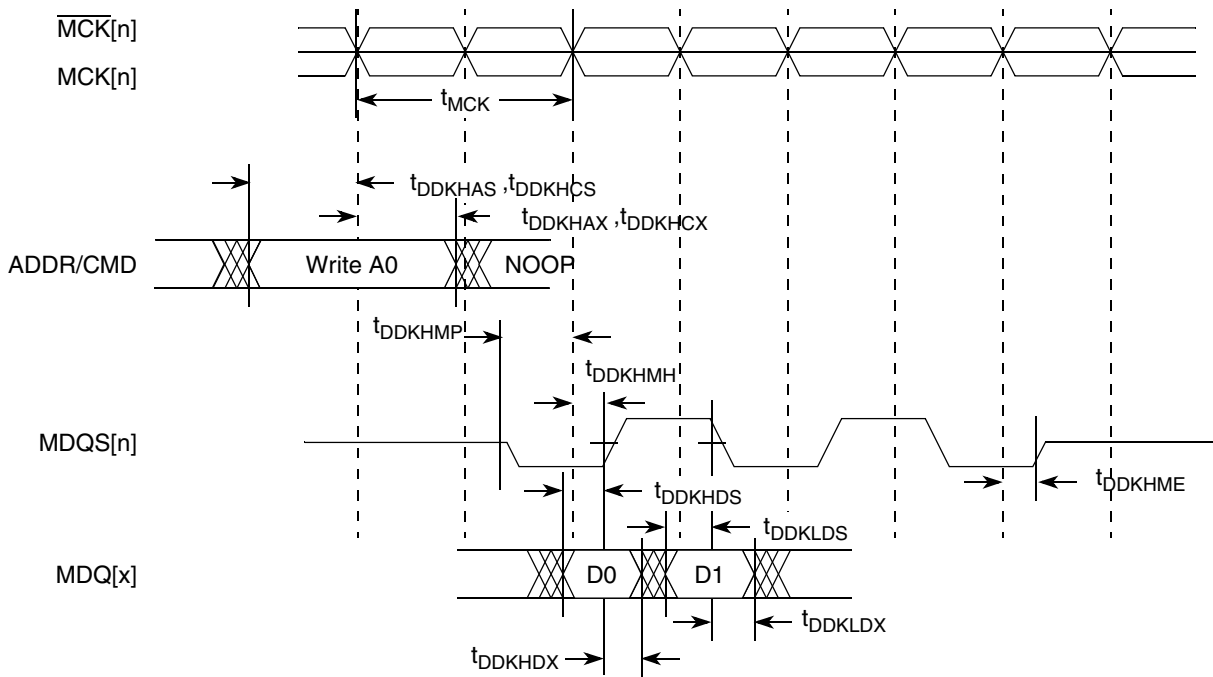 M̅C̅K̅[n]
MCK[n]
tMCK
tDDKHAS ,tDDKHCS
tDDKHAX ,tDDKHCX
ADDR/CMD
Write A0
NOOP
tDDKHMP
tDDKHMH
MDQS[n]
tDDKHME
tDDKHDS
tDDKLDS
MDQ[x]
D0
D1
tDDKLDX
tDDKHDX